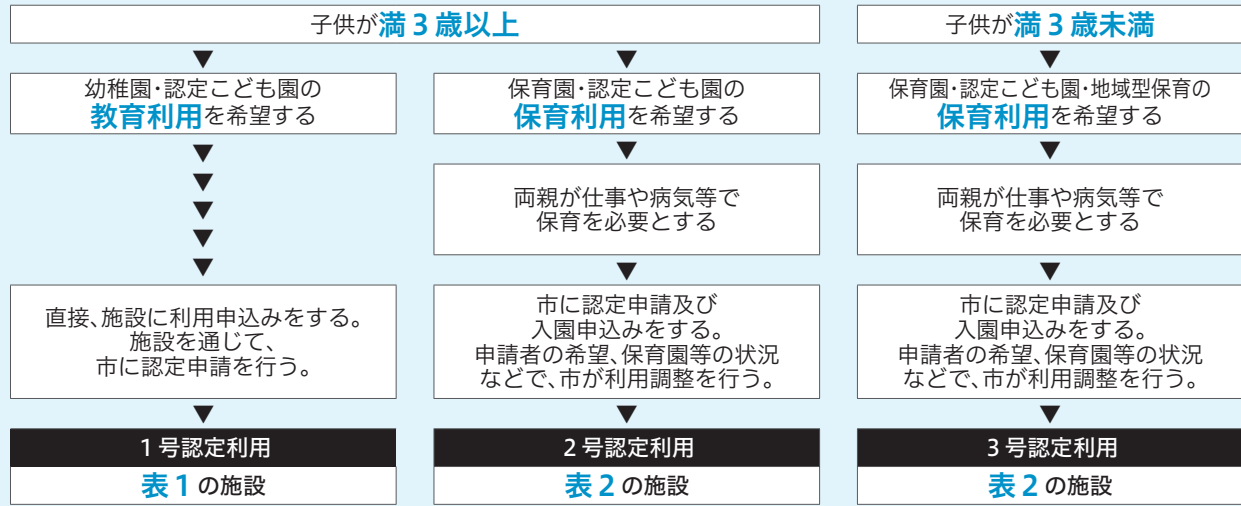 子供が満3歳以上
幼稚園・認定こども園の
教育利用を希望する
直接、施設に利用申込みをする。
施設を通じて、
市に認定申請を行う。
1号認定利用
表1の施設
保育園・認定こども園の
保育利用を希望する
両親が仕事や病気等で
保育を必要とする
市に認定申請及び
入園申込みをする。
申請者の希望、保育園等の状況
などで、市が利用調整を行う。
2号認定利用
表2の施設
子供が満3歳未満
保育園・認定こども園・地域型保育の
保育利用を希望する
両親が仕事や病気等で
保育を必要とする
市に認定申請及び
入園申込みをする。
申請者の希望、保育園等の状況
などで、市が利用調整を行う。
3号認定利用
表2の施設